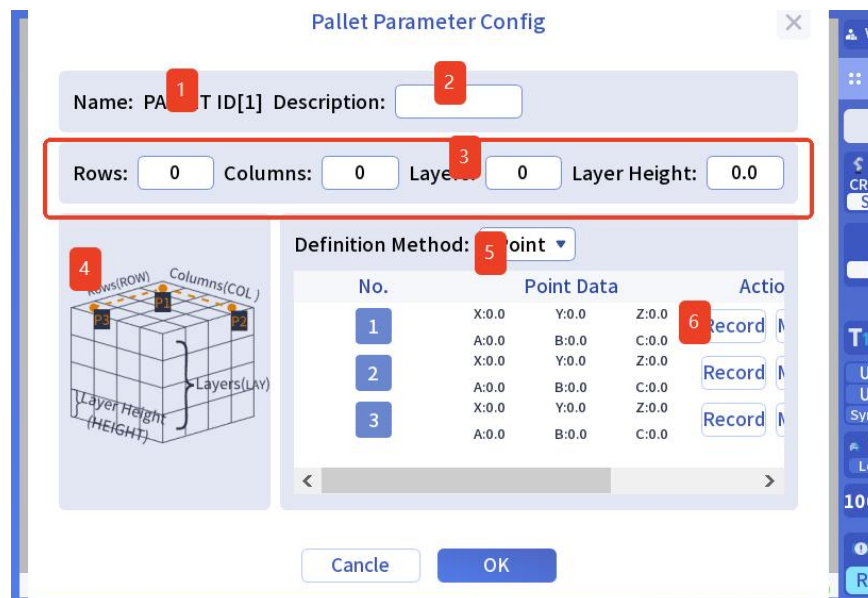 Pallet Parameter Config
1
2
Name: ID[1] Description:
3
Rows: 0 Columns: 0 0 Layer Height: 0.0
4
Rows(ROW) Columns(COL)
P1
P3 P2
Layers(LAY)
Layer Height
(HEIGHT)
Definition Method:
5
No. Point Data
1 X:0.0 Y:0.0 Z:0.0 6 Record
A:0.0 B:0.0 C:0.0
2 X:0.0 Y:0.0 Z:0.0 Record
A:0.0 B:0.0 C:0.0
3 X:0.0 Y:0.0 Z:0.0 Record
A:0.0 B:0.0 C:0.0
Cancle OK